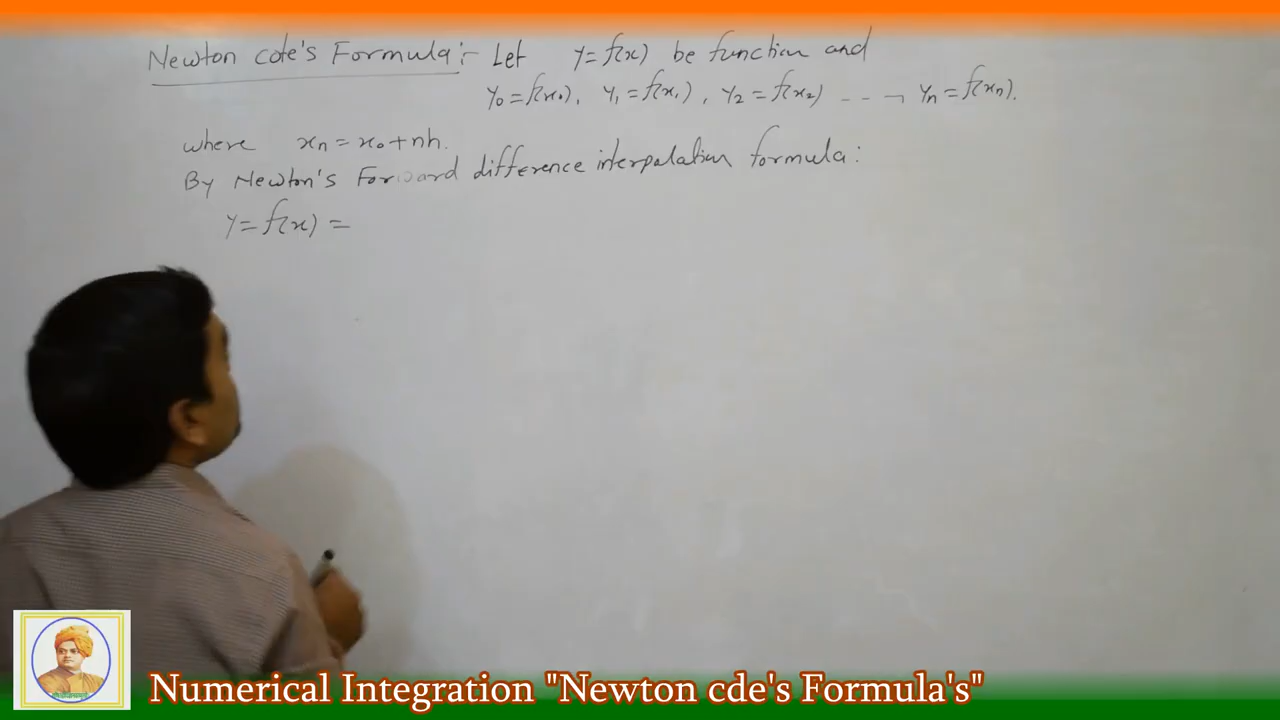 Newton cote's Formula :- Let y = f(x) be function and
y₀ = f(x₀), y₁ = f(x₁), y₂ = f(x₂) - - - yₙ = f(xₙ).
where xₙ = x₀ + nh.
By Newton's Forward difference interpolation formula :
y = f(x) =
Numerical Integration "Newton cde's Formula's"